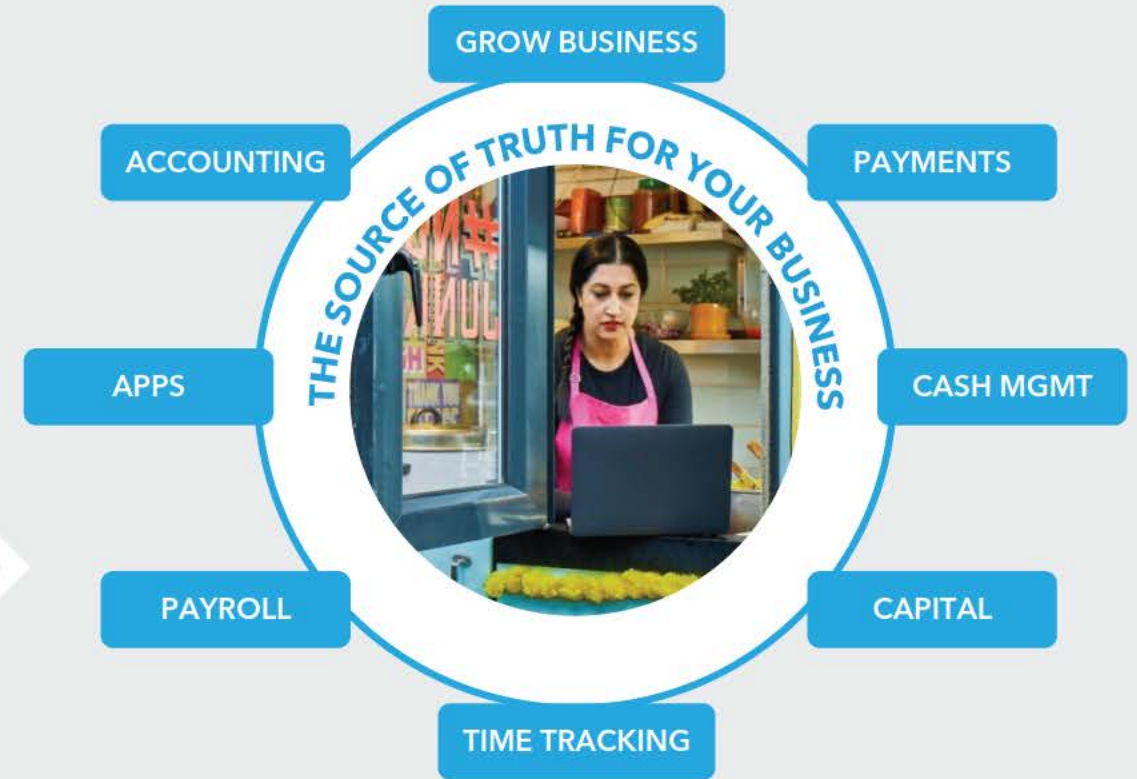 GROW BUSINESS
ACCOUNTING
PAYMENTS
THE SOURCE OF TRUTH FOR YOUR BUSINESS
APPS
CASH MGMT
PAYROLL
CAPITAL
TIME TRACKING